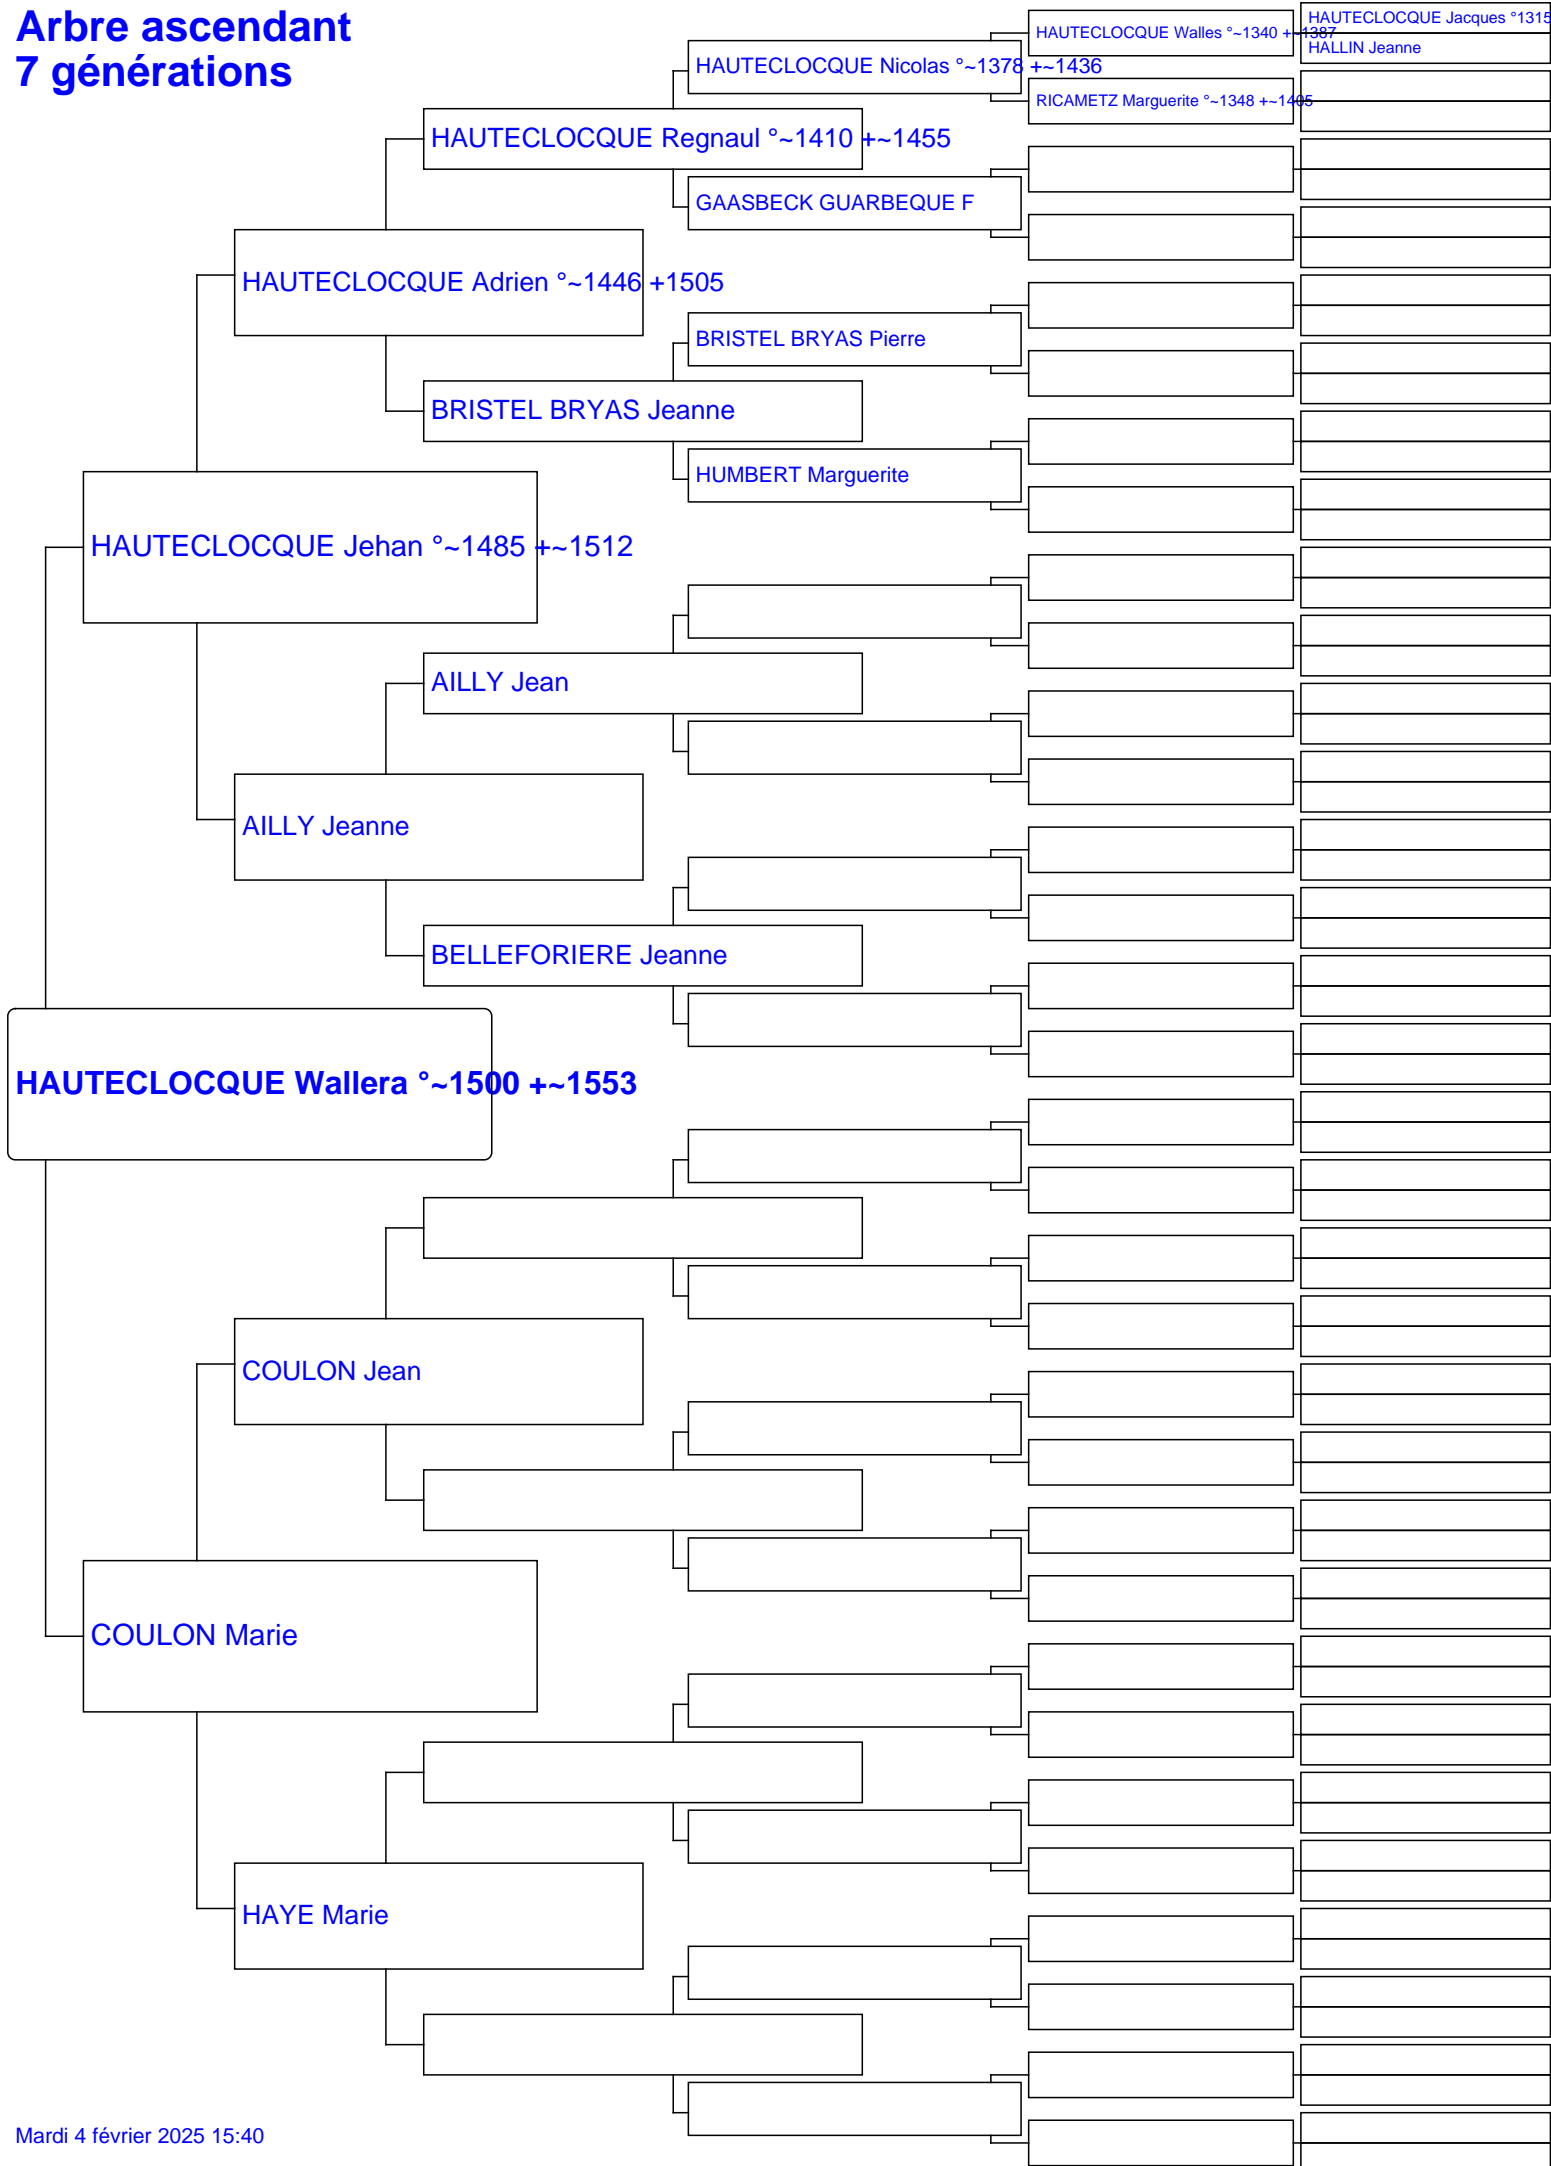 Arbre ascendant
7 générations
HAUTECLOCQUE Jacques °1315
HAUTECLOCQUE Walles °~1340 +~1387
HALLIN Jeanne
HAUTECLOCQUE Nicolas °~1378 +~1436
RICAMETZ Marguerite °~1348 +~1405
HAUTECLOCQUE Regnaul °~1410 +~1455
GAASBECK GUARBEQUE F
HAUTECLOCQUE Adrien °~1446 +1505
BRISTEL BRYAS Pierre
BRISTEL BRYAS Jeanne
HUMBERT Marguerite
HAUTECLOCQUE Jehan °~1485 +~1512
AILLY Jean
AILLY Jeanne
BELLEFORIERE Jeanne
HAUTECLOCQUE Wallera °~1500 +~1553
COULON Jean
COULON Marie
HAYE Marie
Mardi 4 février 2025 15:40